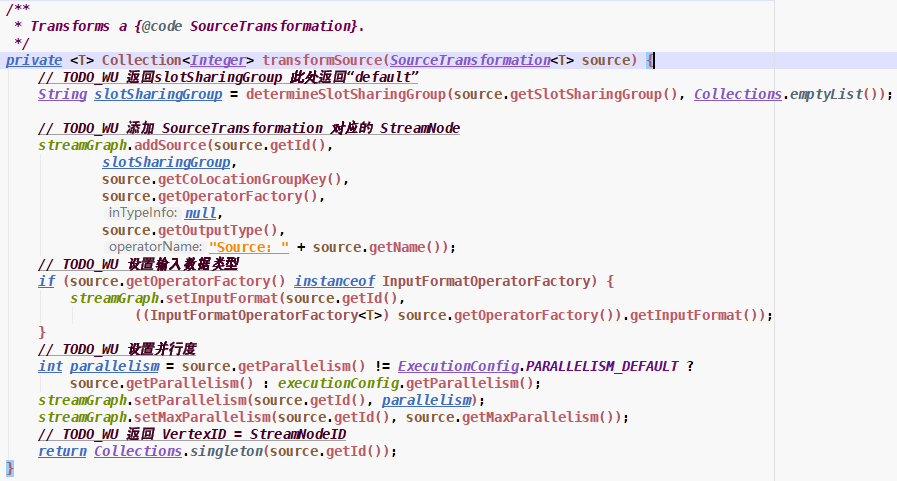 /**
 * Transforms a {@code SourceTransformation}.
 */
private <T> Collection<Integer> transformSource(SourceTransformation<T> source) {
    // TODO_WU 返回slotSharingGroup 此处返回“default”
    String slotSharingGroup = determineSlotSharingGroup(source.getSlotSharingGroup(), Collections.emptyList());

    // TODO_WU 添加 SourceTransformation 对应的 StreamNode
    streamGraph.addSource(source.getId(),
            slotSharingGroup,
            source.getCoLocationGroupKey(),
            source.getOperatorFactory(),
            inTypeInfo: null,
            source.getOutputType(),
            operatorName: "Source: " + source.getName());
    // TODO_WU 设置输入数据类型
    if (source.getOperatorFactory() instanceof InputFormatOperatorFactory) {
        streamGraph.setInputFormat(source.getId(),
                ((InputFormatOperatorFactory<T>) source.getOperatorFactory()).getInputFormat());
    }
    // TODO_WU 设置并行度
    int parallelism = source.getParallelism() != ExecutionConfig.PARALLELISM_DEFAULT ?
        source.getParallelism() : executionConfig.getParallelism();
    streamGraph.setParallelism(source.getId(), parallelism);
    streamGraph.setMaxParallelism(source.getId(), source.getMaxParallelism());
    // TODO_WU 返回 VertexID = StreamNodeID
    return Collections.singleton(source.getId());
}